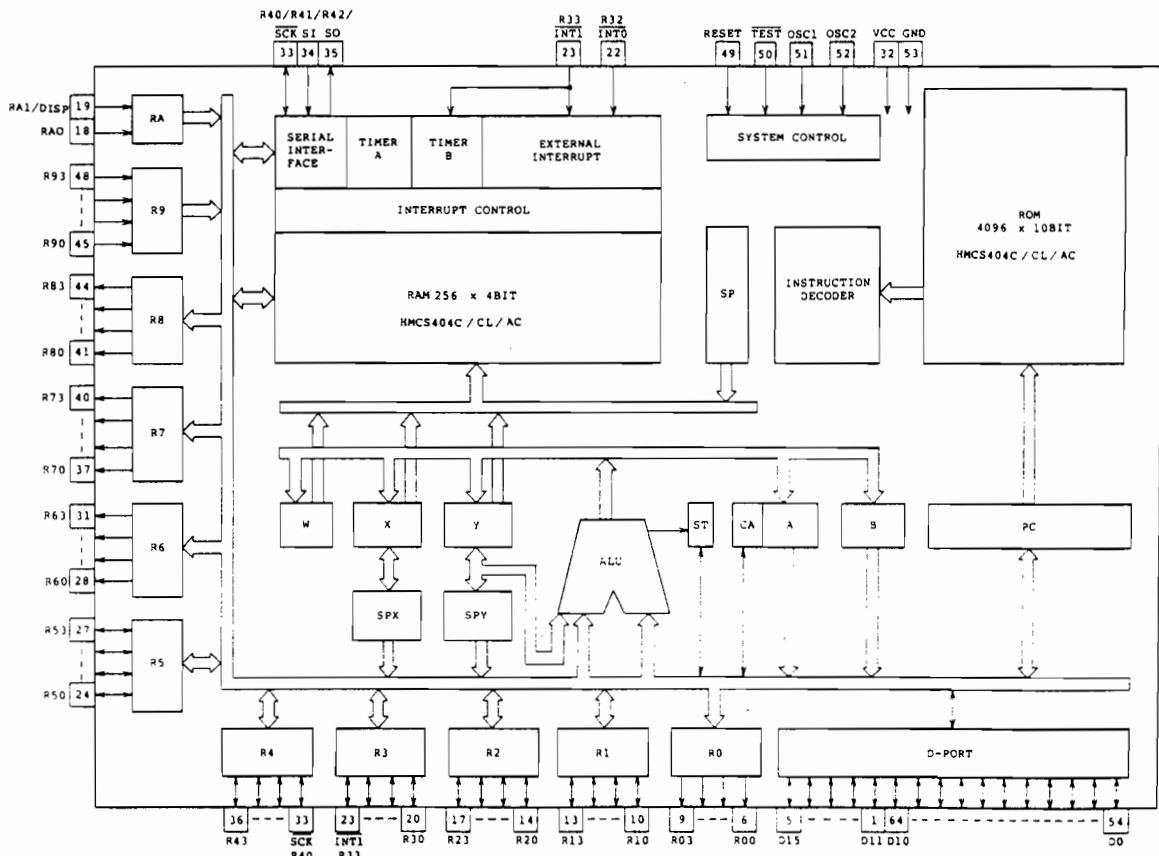 R40/R41/R42/
SCK SI SO
33 34 35
R33
INT1
23
R32
INT0
22
RESET TEST OSC1 OSC2 VCC GND
49 50 51 52 32 53
RA1/DISP 19
RA0 18
RA
R93 48
R90 45
R9
R83 44
R80 41
R8
R73 40
R70 37
R7
R63 31
R60 28
R6
R53 27
R50 24
R5
SERIAL
INTER-
FACE
TIMER
A
TIMER
B
EXTERNAL
INTERRUPT
INTERRUPT CONTROL
RAM 256 x 4BIT
HMCS404C/CL/AC
SYSTEM CONTROL
SP
INSTRUCTION
DECODER
ROM
4096 x 10BIT
HMCS404C/CL/AC
W X Y ST CA A B PC
ALU
SPX SPY
R4 R3 R2 R1 R0 D-PORT
36 33 23 20 17 14 13 10 9 6 5 1 64 54
R43 SCK INT1 R30 R23 R20 R13 R10 R03 R00 D15 D11 D10 D0
R40 R33